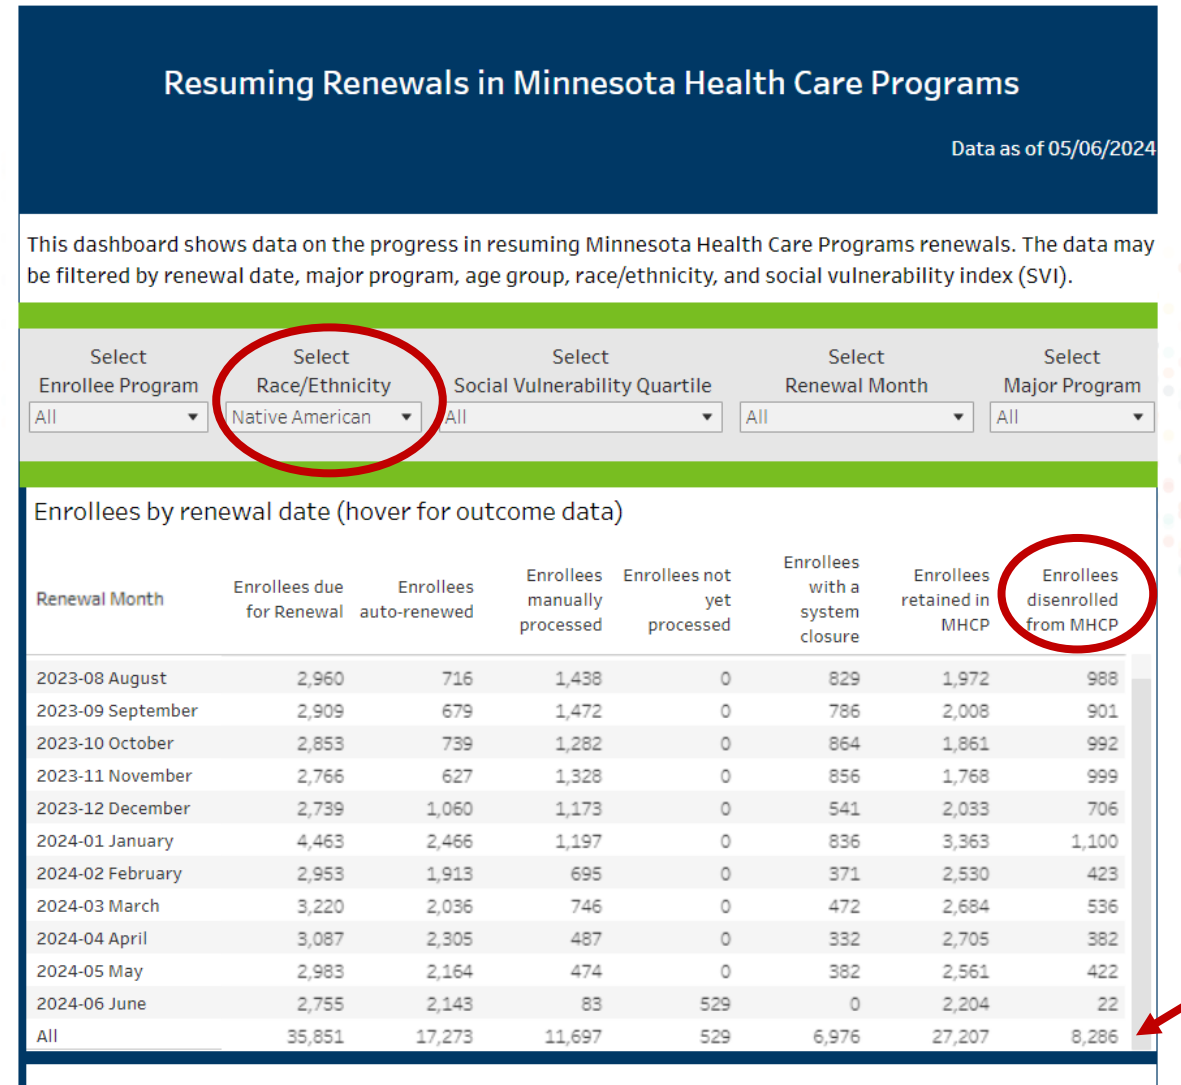 Resuming Renewals in Minnesota Health Care Programs
Data as of 05/06/2024
This dashboard shows data on the progress in resuming Minnesota Health Care Programs renewals. The data may
be filtered by renewal date, major program, age group, race/ethnicity, and social vulnerability index (SVI).
Select Select Select Select Select
Enrollee Program Race/Ethnicity Social Vulnerability Quartile Renewal Month Major Program
All Native American All All All
Enrollees by renewal date (hover for outcome data)
Renewal Month
Enrollees due
for Renewal
Enrollees
auto-renewed
Enrollees
manually
processed
Enrollees not
yet
processed
Enrollees
with a
system
closure
Enrollees
retained in
MHCP
Enrollees
disenrolled
from MHCP
2023-08 August 2,960 716 1,438 0 829 1,972 988
2023-09 September 2,909 679 1,472 0 786 2,008 901
2023-10 October 2,853 739 1,282 0 864 1,861 992
2023-11 November 2,766 627 1,328 0 856 1,768 999
2023-12 December 2,739 1,060 1,173 0 541 2,033 706
2024-01 January 4,463 2,466 1,197 0 836 3,363 1,100
2024-02 February 2,953 1,913 695 0 371 2,530 423
2024-03 March 3,220 2,036 746 0 472 2,684 536
2024-04 April 3,087 2,305 487 0 332 2,705 382
2024-05 May 2,983 2,164 474 0 382 2,561 422
2024-06 June 2,755 2,143 83 529 0 2,204 22
All 35,851 17,273 11,697 529 6,976 27,207 8,286